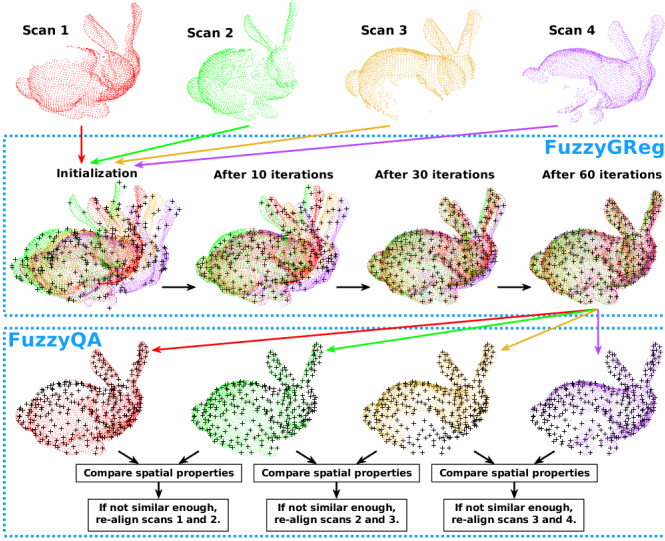 Scan 1
Scan 2
Scan 3
Scan 4
FuzzyGReg
Initialization
After 10 iterations
After 30 iterations
After 60 iterations
FuzzyQA
Compare spatial properties
Compare spatial properties
Compare spatial properties
If not similar enough,
re-align scans 1 and 2.
If not similar enough,
re-align scans 2 and 3.
If not similar enough,
re-align scans 3 and 4.